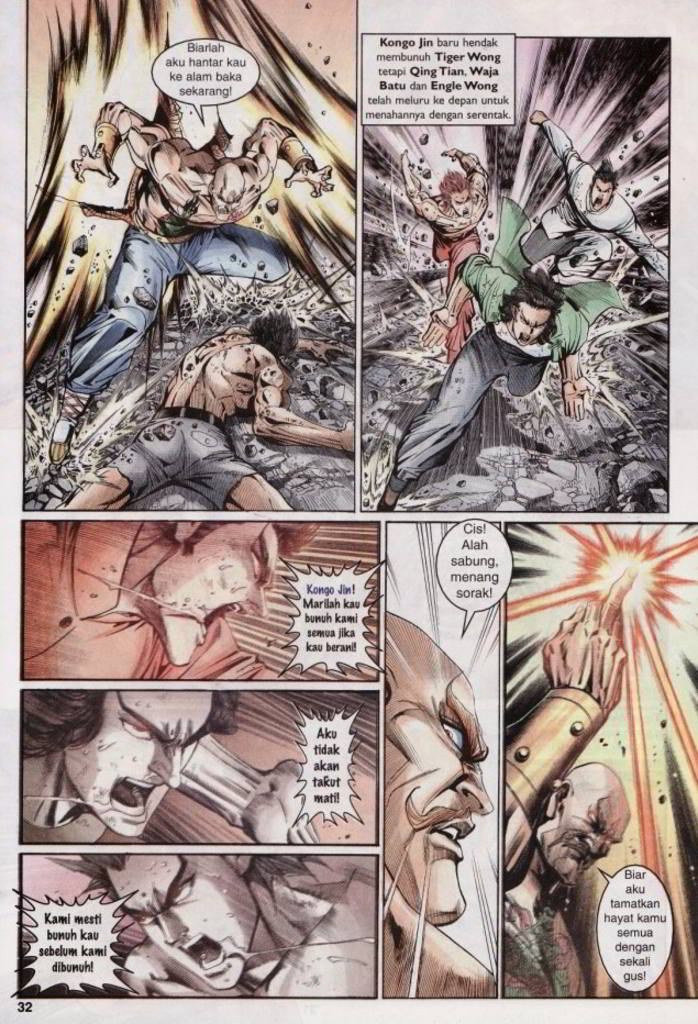 Biarlah
aku hantar kau
ke alam baka
sekarang!
Kongo Jin baru hendak
membunuh Tiger Wong
tetapi Qing Tian, Waja
Batu dan Engle Wong
telah meluru ke depan untuk
menahannya dengan serentak.
Kongo Jin!
Marilah kau
bunuh kami
semua jika
kau berani!
Aku
tidak
akan
takut
mati!
Kami mesti
bunuh kau
sebelum kami
dibunuh!
Cis!
Alah
sabung,
menang
sorak!
Biar
aku
tamatkan
hayat kamu
semua
dengan
sekali
gus!
32